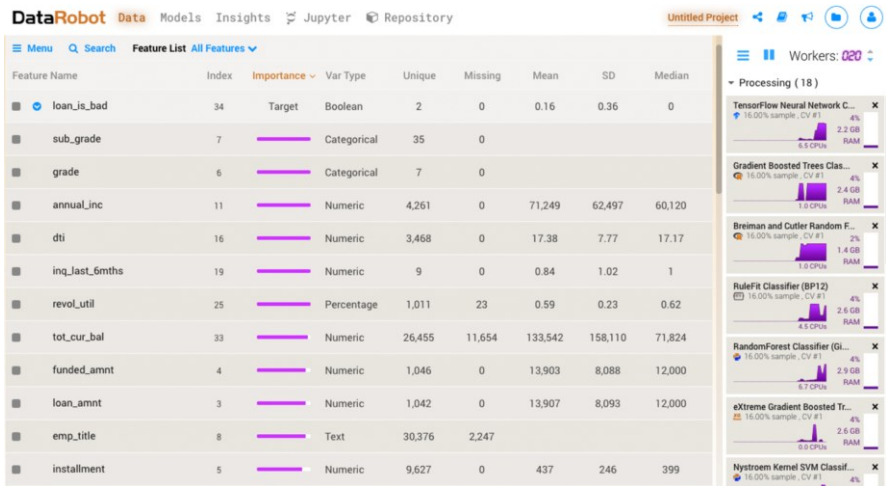 DataRobot Data Models Insights Jupyter Repository Untitled Project
Menu Search Feature List All Features
Feature Name Index Importance Var Type Unique Missing Mean SD Median
loan_is_bad 34 Target Boolean 2 0 0.16 0.36 0
sub_grade 7 Categorical 35 0
grade 6 Categorical 7 0
annual_inc 11 Numeric 4,261 0 71,249 62,497 60,120
dti 16 Numeric 3,468 0 17.38 7.77 17.17
inq_last_6mths 19 Numeric 9 0 0.84 1.02 1
revol_util 25 Percentage 1,011 23 0.59 0.23 0.62
tot_cur_bal 33 Numeric 26,455 11,654 133,542 158,110 71,824
funded_amnt 4 Numeric 1,046 0 13,903 8,088 12,000
loan_amnt 3 Numeric 1,042 0 13,907 8,093 12,000
emp_title 8 Text 30,376 2,247
installment 5 Numeric 9,627 0 437 246 399
Workers: 020
Processing (18)
TensorFlow Neural Network C...
16.00% sample, CV #1
4%
2.2 GB
RAM
6.5 CPUs
Gradient Boosted Trees Clas...
16.00% sample, CV #1
4%
2.4 GB
RAM
1.0 CPUs
Breiman and Cutler Random F...
16.00% sample, CV #1
2%
1.4 GB
RAM
1.0 CPUs
RuleFit Classifier (BP12)
16.00% sample, CV #1
4%
2.6 GB
RAM
4.5 CPUs
RandomForest Classifier (Gi...
16.00% sample, CV #1
4%
2.9 GB
RAM
6.7 CPUs
eXtreme Gradient Boosted Tr...
16.00% sample, CV #1
4%
2.6 GB
RAM
0.0 CPUs
Nystroem Kernel SVM Classif...
16.00% sample, CV #1
4%